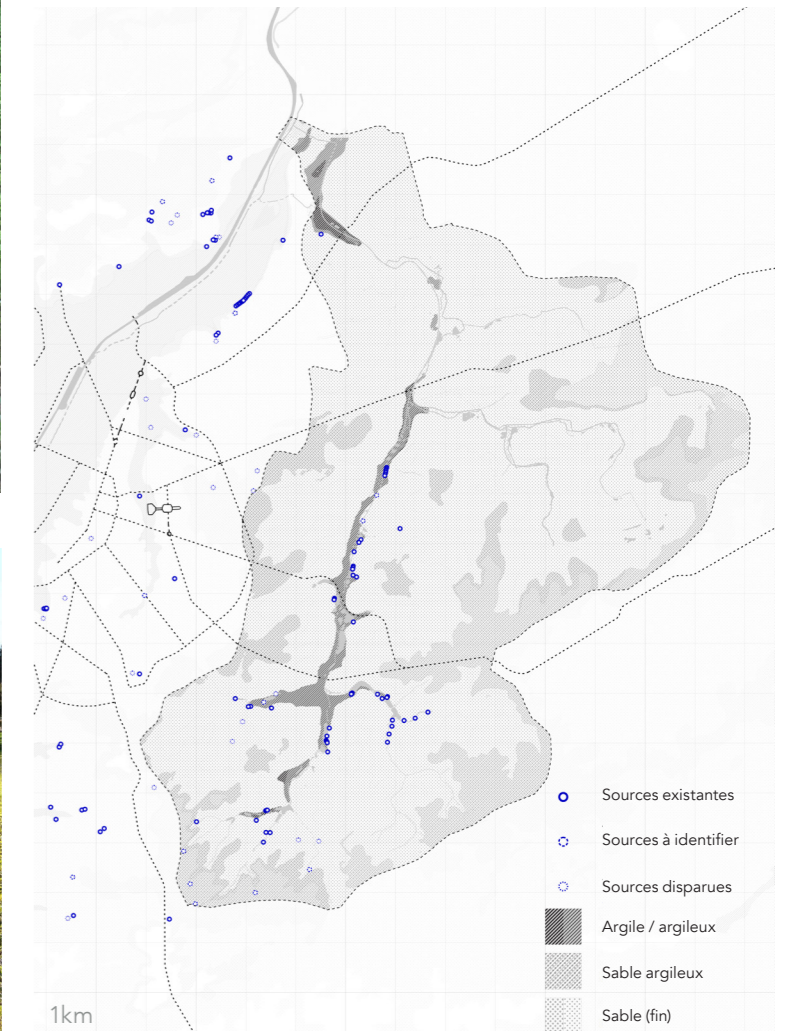 Sources existantes
Sources à identifier
Sources disparues
Argile / argileux
Sable argileux
Sable (fin)
1km